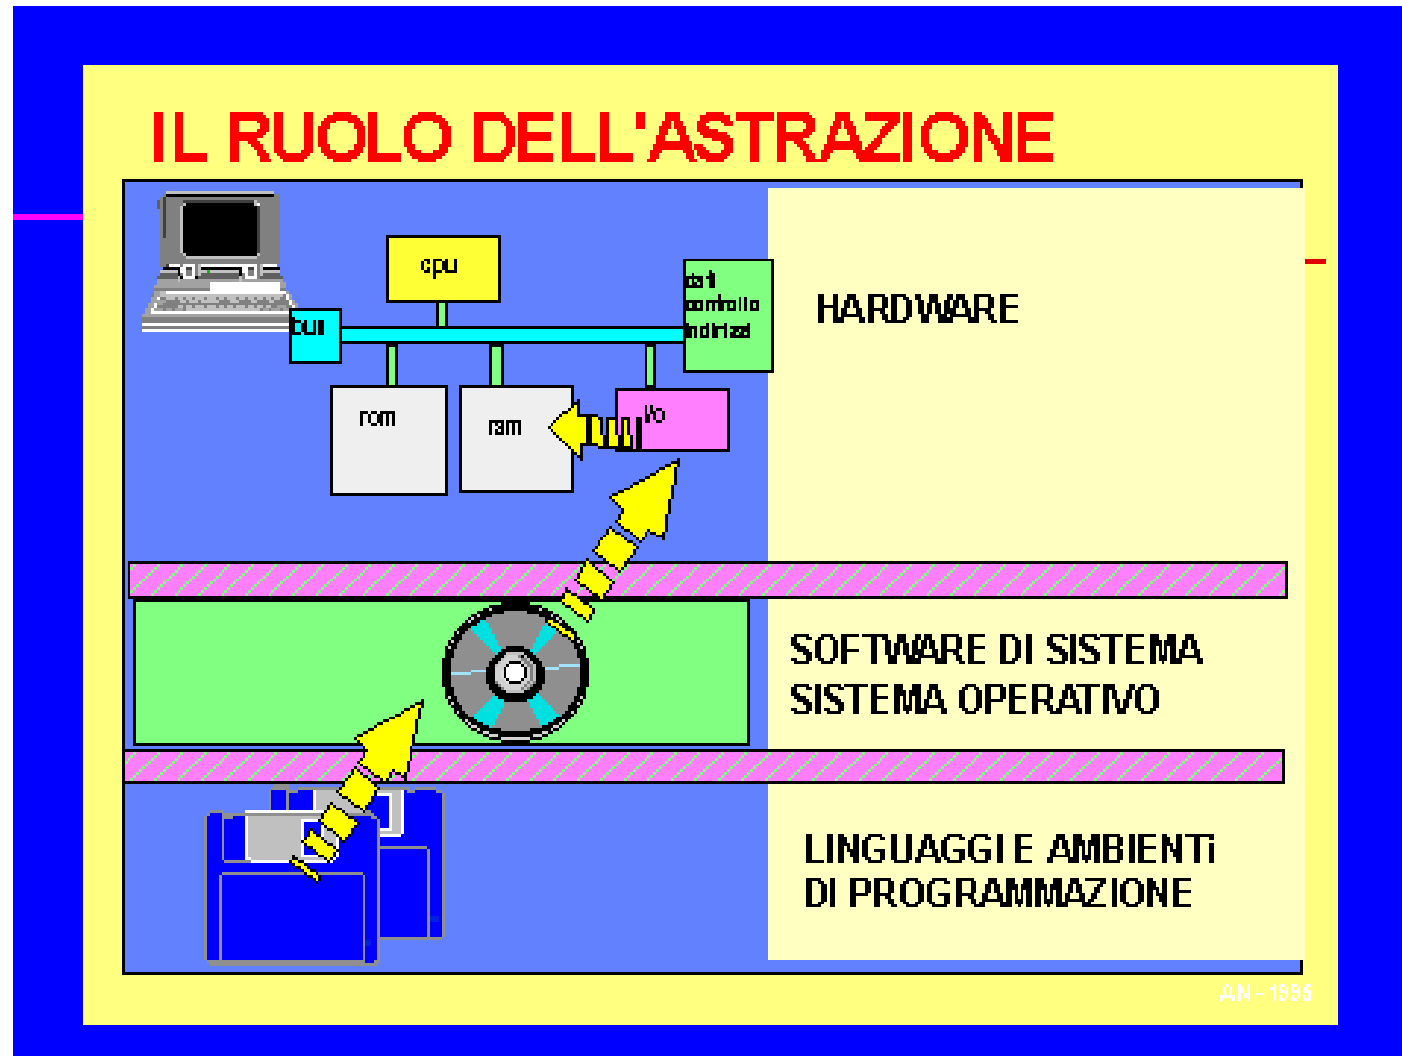 IL RUOLO DELL'ASTRAZIONE
cpu
dati
controllo
indirizzi
bus
HARDWARE
rom
ram
i/o
SOFTWARE DI SISTEMA
SISTEMA OPERATIVO
LINGUAGGI E AMBIENTi
DI PROGRAMMAZIONE
AN - 1995